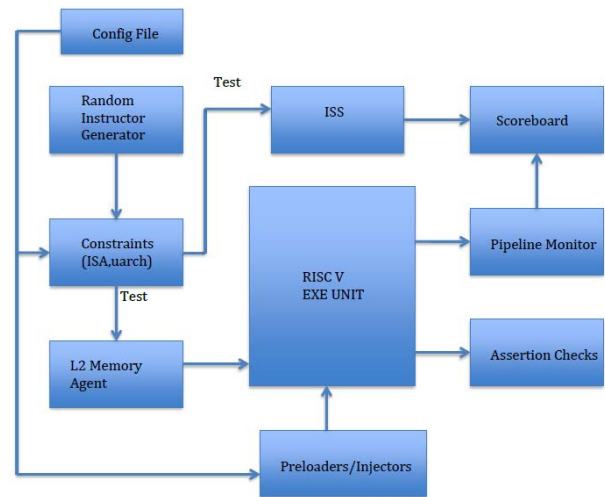 Config File
Test
Random
Instructor
Generator
ISS
Scoreboard
Constraints
(ISA,uarch)
RISC V
EXE UNIT
Pipeline Monitor
Test
L2 Memory
Agent
Assertion Checks
Preloaders/Injectors